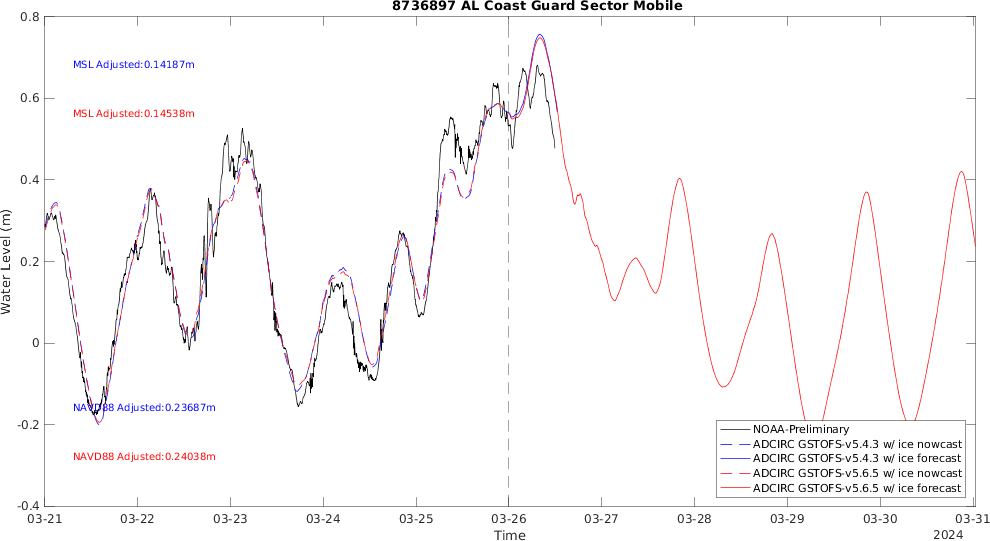 8736897 AL Coast Guard Sector Mobile
0.8
0.6
0.4
0.2
0
-0.2
-0.4
Water Level (m)
MSL Adjusted:0.14187m
MSL Adjusted:0.14538m
NAVD88 Adjusted:0.23687m
NAVD88 Adjusted:0.24038m
NOAA-Preliminary
ADCIRC GSTOFS-v5.4.3 w/ ice nowcast
ADCIRC GSTOFS-v5.4.3 w/ ice forecast
ADCIRC GSTOFS-v5.6.5 w/ ice nowcast
ADCIRC GSTOFS-v5.6.5 w/ ice forecast
03-21 03-22 03-23 03-24 03-25 03-26 03-27 03-28 03-29 03-30 03-31
Time
2024